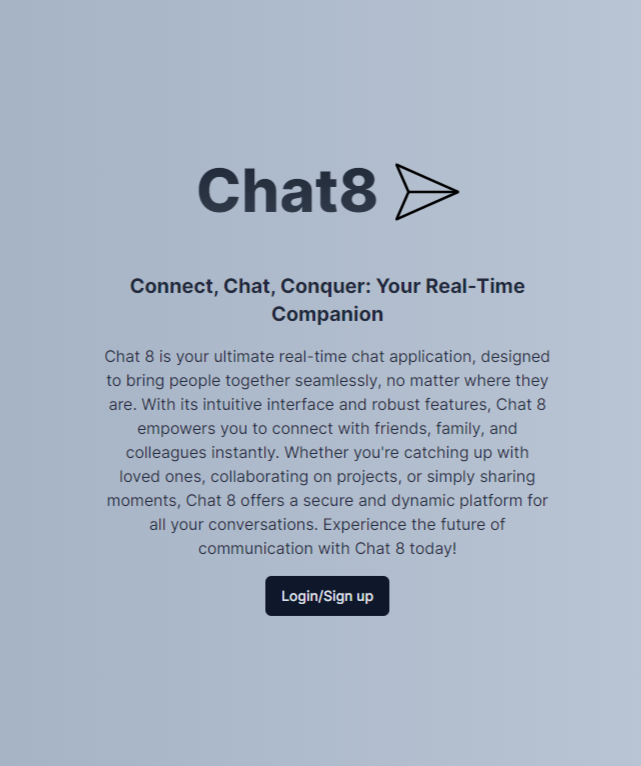 Chat8
Connect, Chat, Conquer: Your Real-Time
Companion
Chat 8 is your ultimate real-time chat application, designed
to bring people together seamlessly, no matter where they
are. With its intuitive interface and robust features, Chat 8
empowers you to connect with friends, family, and
colleagues instantly. Whether you're catching up with
loved ones, collaborating on projects, or simply sharing
moments, Chat 8 offers a secure and dynamic platform for
all your conversations. Experience the future of
communication with Chat 8 today!
Login/Sign up